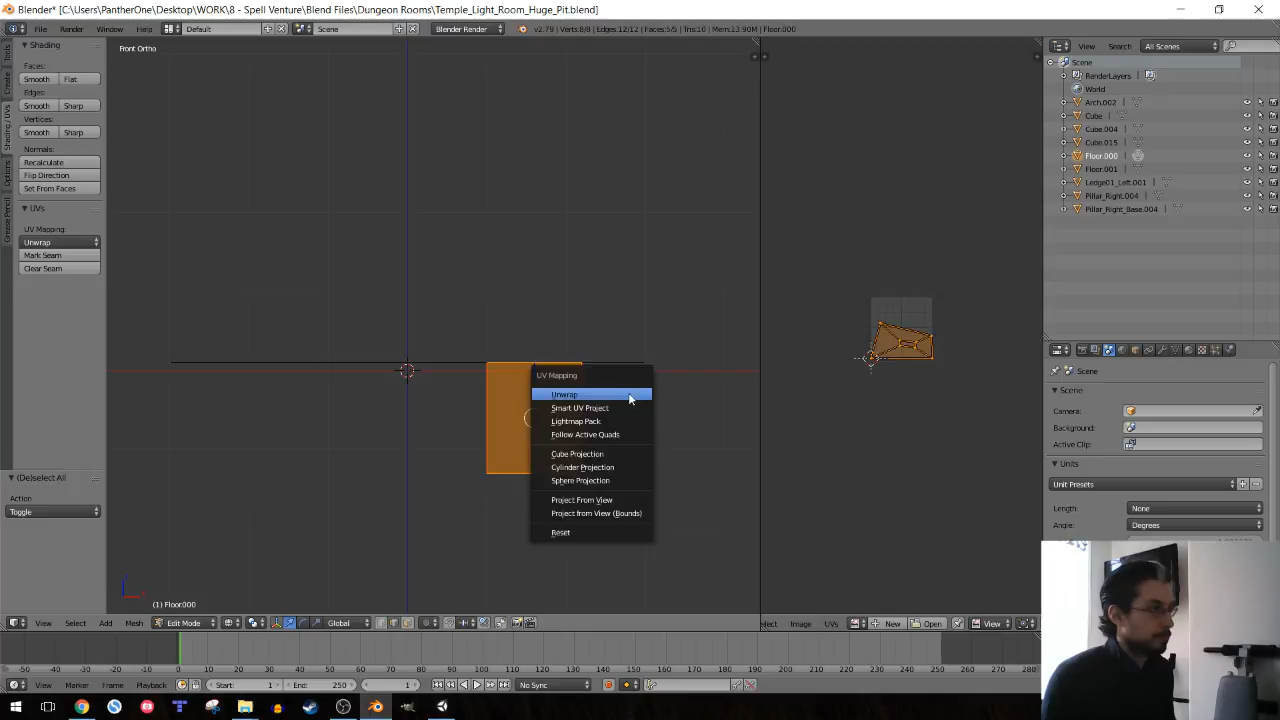 Blender* [C:\Users\PantherOne\Desktop\WORK\8 - Spell Venture\Blend Files\Dungeon Rooms\Temple_Light_Room_Huge_Pit.blend]
File Render Window Help Default Scene Blender Render v2.79 | Verts:8/8 | Edges:12/12 | Faces:5/5 | Tris:10 | Mem:13.90M | Floor.000
View Search All Scenes
Tools
Create
Shading / UVs
Options
Grease Pencil
Shading
Faces:
Smooth Flat
Edges:
Smooth Sharp
Vertices:
Smooth Sharp
Normals:
Recalculate
Flip Direction
Set From Faces
UVs
UV Mapping:
Unwrap
Mark Seam
Clear Seam
(De)select All
Action
Toggle
Front Ortho
UV Mapping
Unwrap
Smart UV Project
Lightmap Pack
Follow Active Quads
Cube Projection
Cylinder Projection
Sphere Projection
Project From View
Project from View (Bounds)
Reset
(1) Floor.000
Scene
RenderLayers
World
Arch.002
Cube
Cube.004
Cube.015
Floor.000
Floor.001
Ledge01_Left.001
Pillar_Right.004
Pillar_Right_Base.004
Scene
Scene
Camera:
Background:
Active Clip:
Units
Unit Presets
Length: None
Angle: Degrees
View Select Add Mesh Edit Mode Global
elect Image UVs New Open View
-50 -40 -30 -20 -10 0 10 20 30 40 50 60 70 80 90 100 110 120 130 140 150 160 170 180 190 200 210 220 230 240 250 260 270 280
View Marker Frame Playback Start: 1 End: 250 1 No Sync